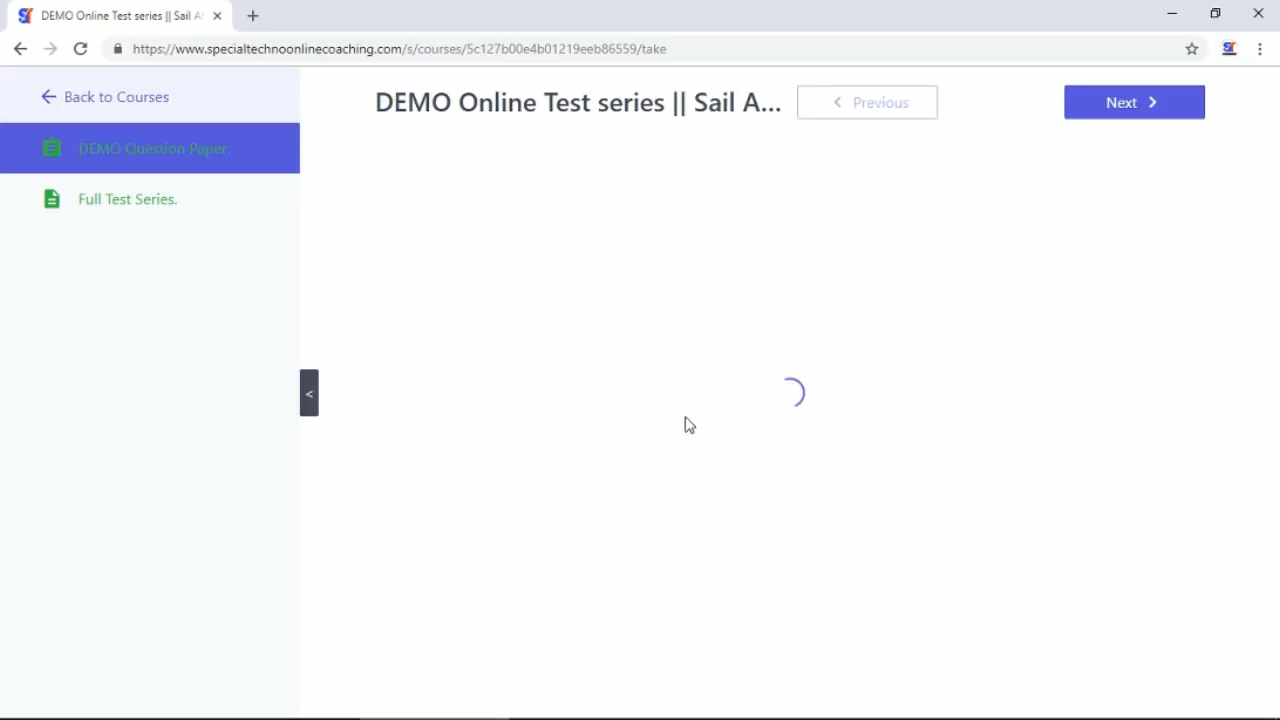 DEMO Online Test series || Sail A
https://www.specialtechnoonlinecoaching.com/s/courses/5c127b00e4b01219eeb86559/take
Back to Courses
DEMO Online Test series || Sail A...
Previous
Next
DEMO Question Paper.
Full Test Series.
<